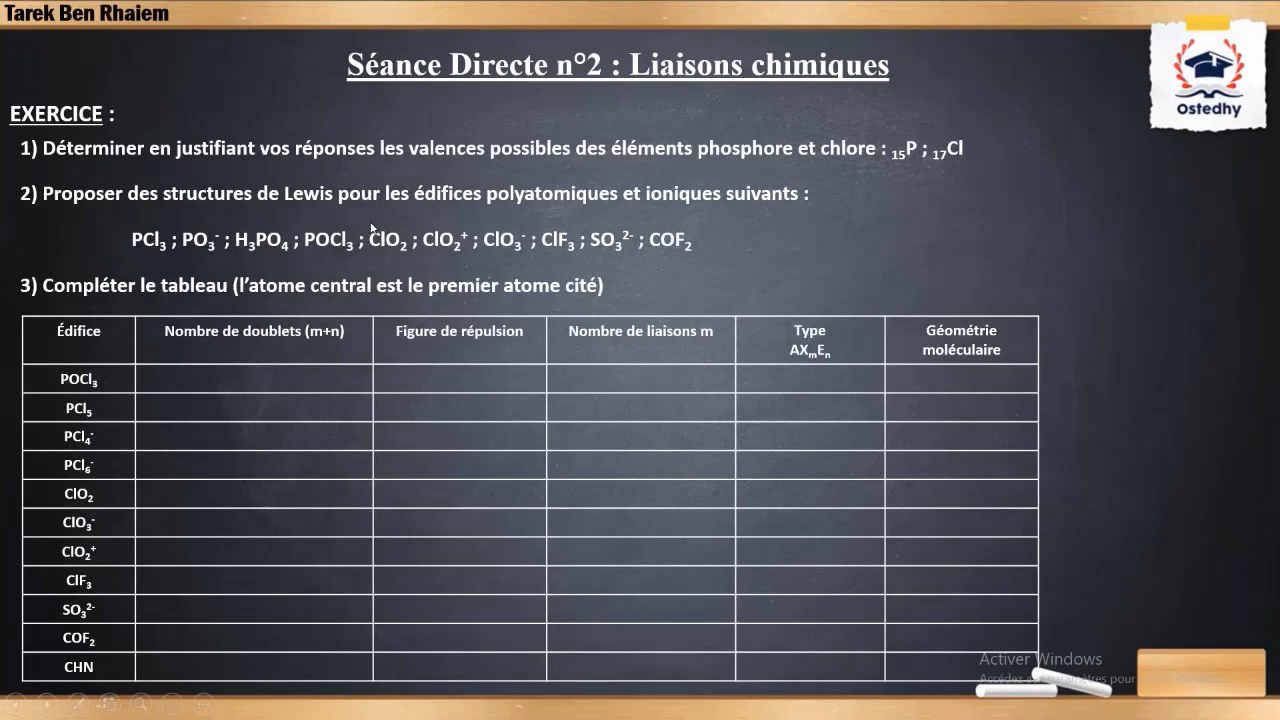 Tarek Ben Rhaiem
Séance Directe n°2 : Liaisons chimiques
Ostedhy
EXERCICE :
1) Déterminer en justifiant vos réponses les valences possibles des éléments phosphore et chlore : ₁₅P ; ₁₇Cl
2) Proposer des structures de Lewis pour les édifices polyatomiques et ioniques suivants :
PCl₃ ; PO₃⁻ ; H₃PO₄ ; POCl₃ ; ClO₂ ; ClO₂⁺ ; ClO₃⁻ ; ClF₃ ; SO₃²⁻ ; COF₂
3) Compléter le tableau (l’atome central est le premier atome cité)
Édifice Nombre de doublets (m+n) Figure de répulsion Nombre de liaisons m Type AXₘEₙ Géométrie moléculaire
POCl₃
PCl₅
PCl₄⁻
PCl₆⁻
ClO₂
ClO₃⁻
ClO₂⁺
ClF₃
SO₃²⁻
COF₂
CHN
Activer Windows
Accédez aux paramètres pour